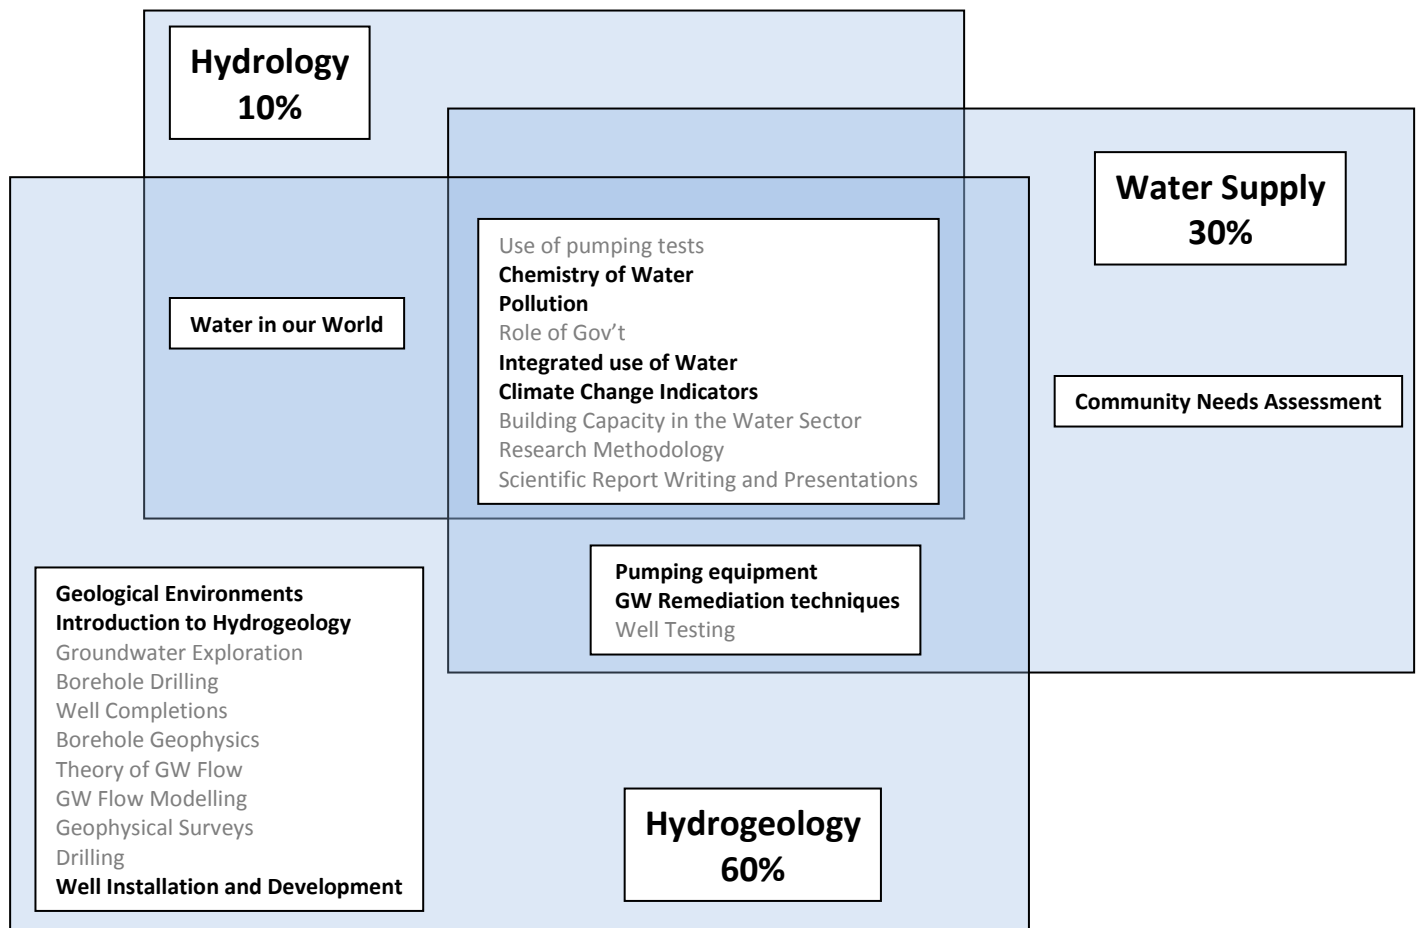 Hydrology
10%
Water Supply
30%
Use of pumping tests
Chemistry of Water
Pollution
Role of Gov’t
Integrated use of Water
Climate Change Indicators
Building Capacity in the Water Sector
Research Methodology
Scientific Report Writing and Presentations
Water in our World
Community Needs Assessment
Pumping equipment
GW Remediation techniques
Well Testing
Geological Environments
Introduction to Hydrogeology
Groundwater Exploration
Borehole Drilling
Well Completions
Borehole Geophysics
Theory of GW Flow
GW Flow Modelling
Geophysical Surveys
Drilling
Well Installation and Development
Hydrogeology
60%